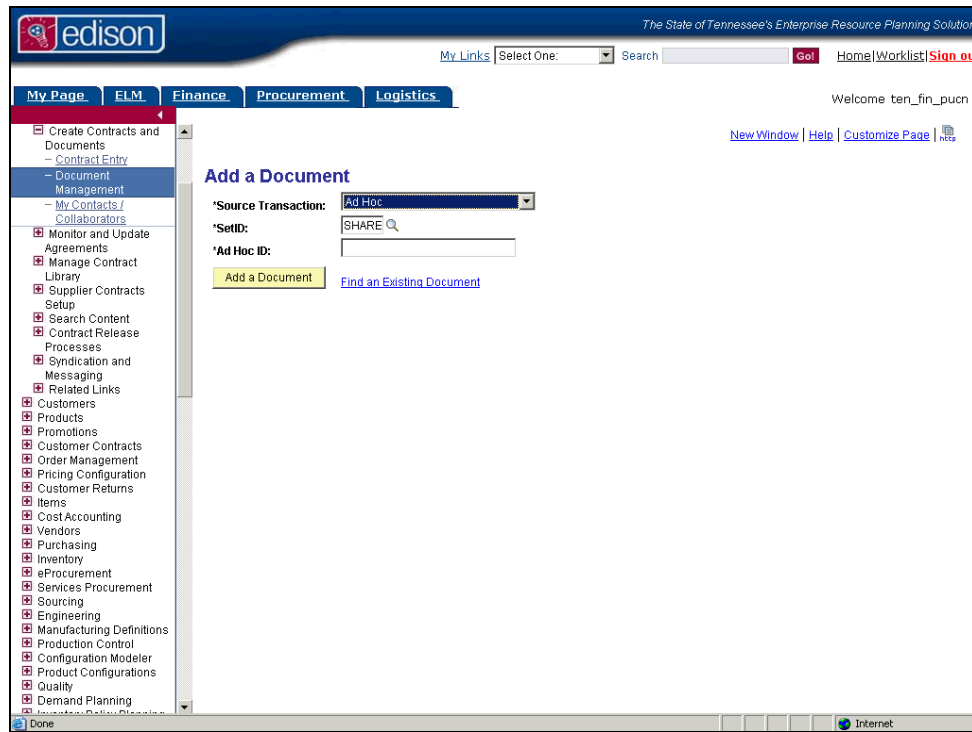 edison
The State of Tennessee's Enterprise Resource Planning Solution
My Links Select One: Search Go! Home|Worklist|Sign ou
My Page ELM Finance Procurement Logistics
Welcome ten_fin_pucn
New Window | Help | Customize Page | http
Create Contracts and
Documents
– Contract Entry
– Document
Management
– My Contacts /
Collaborators
Monitor and Update
Agreements
Manage Contract
Library
Supplier Contracts
Setup
Search Content
Contract Release
Processes
Syndication and
Messaging
Related Links
Customers
Products
Promotions
Customer Contracts
Order Management
Pricing Configuration
Customer Returns
Items
Cost Accounting
Vendors
Purchasing
Inventory
eProcurement
Services Procurement
Sourcing
Engineering
Manufacturing Definitions
Production Control
Configuration Modeler
Product Configurations
Quality
Demand Planning
Inventory Policy Planning
Add a Document
*Source Transaction: Ad Hoc
*SetID: SHARE
*Ad Hoc ID:
Add a Document Find an Existing Document
Done Internet